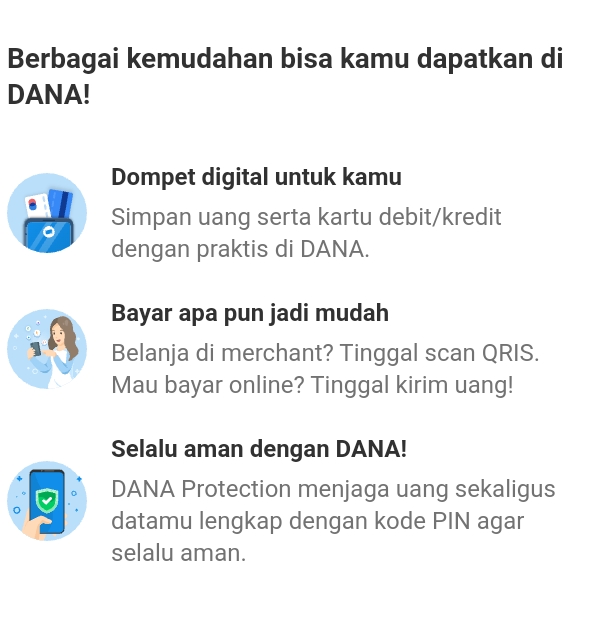 Berbagai kemudahan bisa kamu dapatkan di
DANA!
Dompet digital untuk kamu
Simpan uang serta kartu debit/kredit
dengan praktis di DANA.
Bayar apa pun jadi mudah
Belanja di merchant? Tinggal scan QRIS.
Mau bayar online? Tinggal kirim uang!
Selalu aman dengan DANA!
DANA Protection menjaga uang sekaligus
datamu lengkap dengan kode PIN agar
selalu aman.